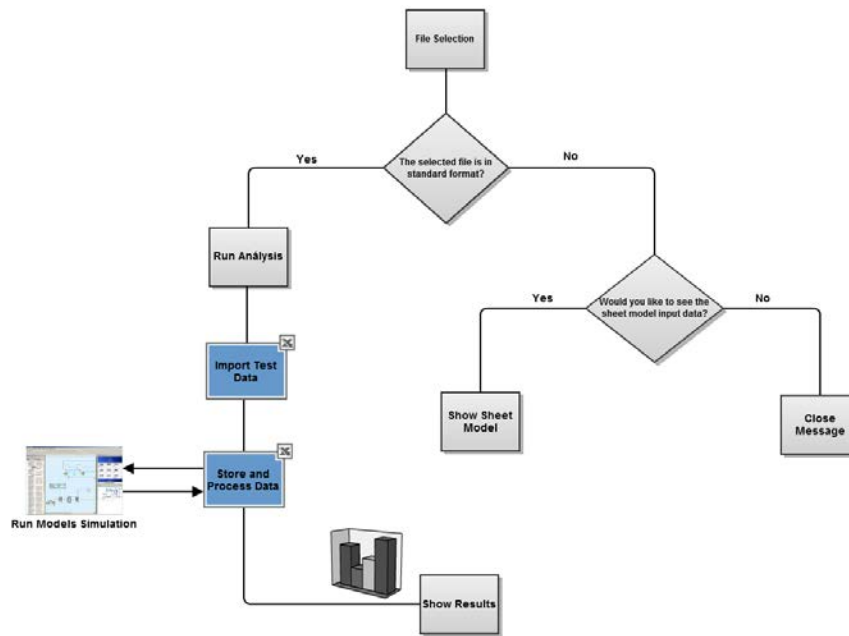 File Selection
The selected file is in
standard format?
Yes
No
Run Análysis
Would you like to see the
sheet model input data?
Yes
No
Import Test
Data
Show Sheet
Model
Close
Message
Store and
Process Data
Run Models Simulation
Show Results